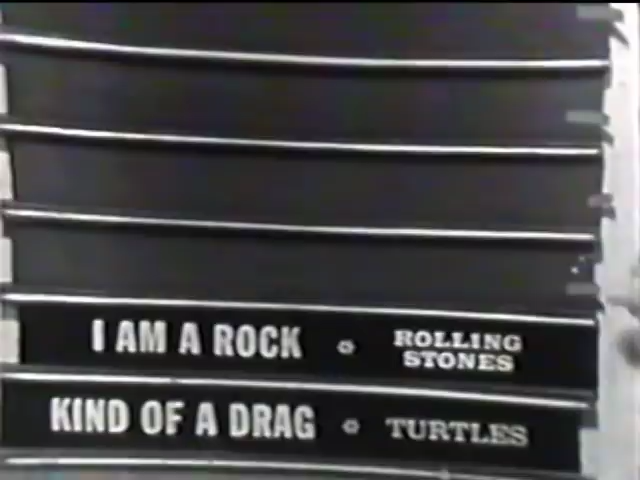 I AM A ROCK ROLLING STONES
KIND OF A DRAG TURTLES